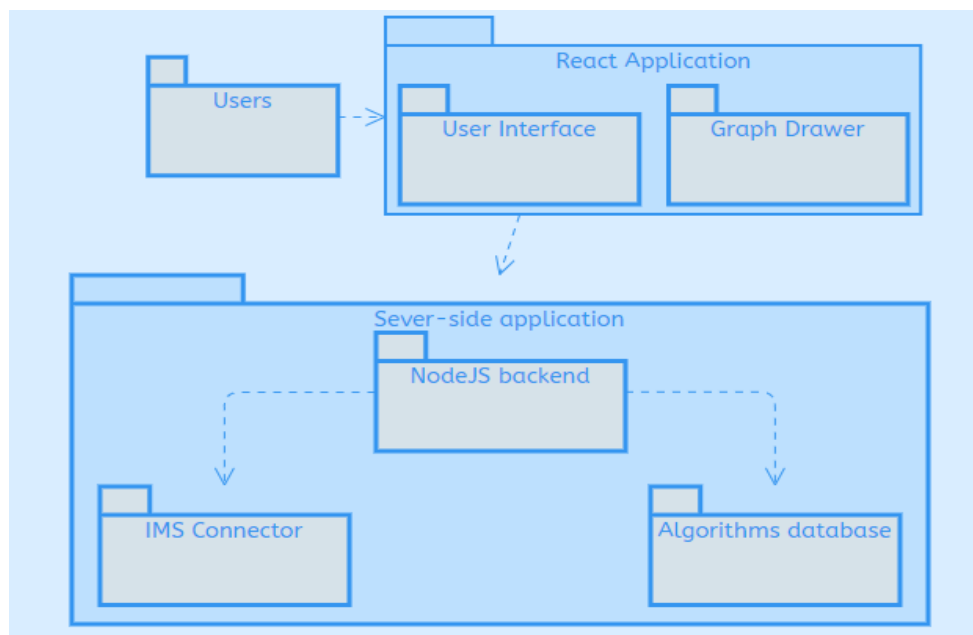 React Application
Users
User Interface
Graph Drawer
Sever-side application
NodeJS backend
IMS Connector
Algorithms database